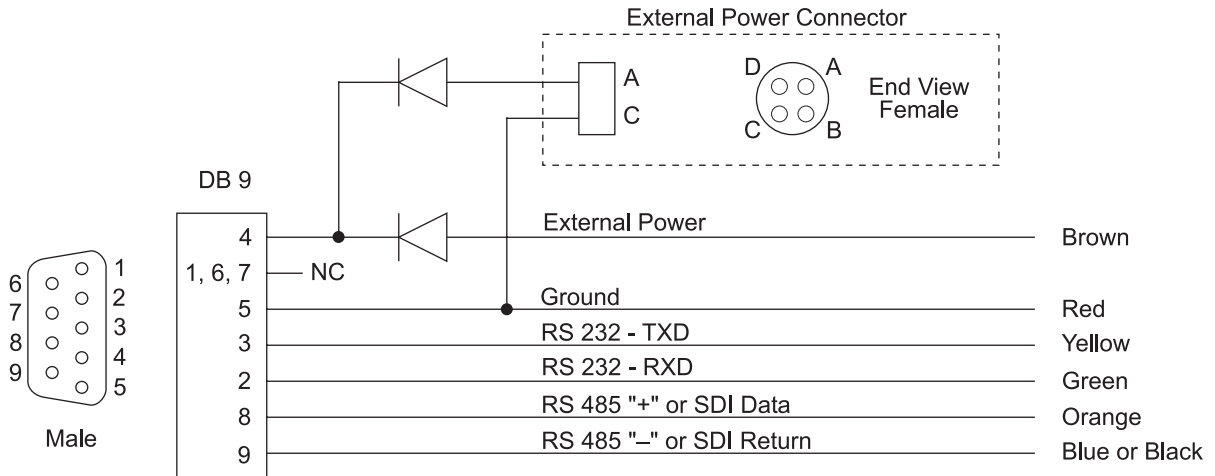 External Power Connector
D A
C B
End View
Female
A
C
DB 9
4 External Power Brown
1, 6, 7 NC
5 Ground Red
3 RS 232 - TXD Yellow
2 RS 232 - RXD Green
8 RS 485 "+" or SDI Data Orange
9 RS 485 "–" or SDI Return Blue or Black
1
6
2
7
3
8
4
9
5
Male